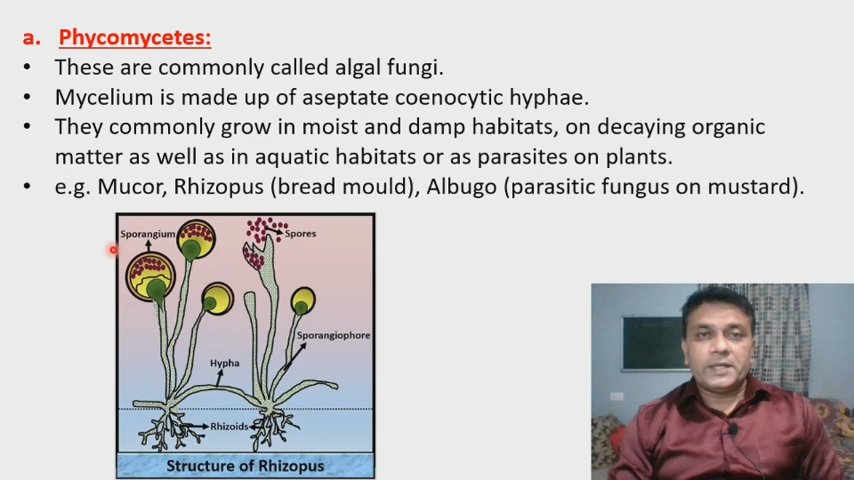 a. Phycomycetes:
• These are commonly called algal fungi.
• Mycelium is made up of aseptate coenocytic hyphae.
• They commonly grow in moist and damp habitats, on decaying organic
matter as well as in aquatic habitats or as parasites on plants.
• e.g. Mucor, Rhizopus (bread mould), Albugo (parasitic fungus on mustard).
Sporangium
Spores
Sporangiophore
Hypha
Rhizoids
Structure of Rhizopus